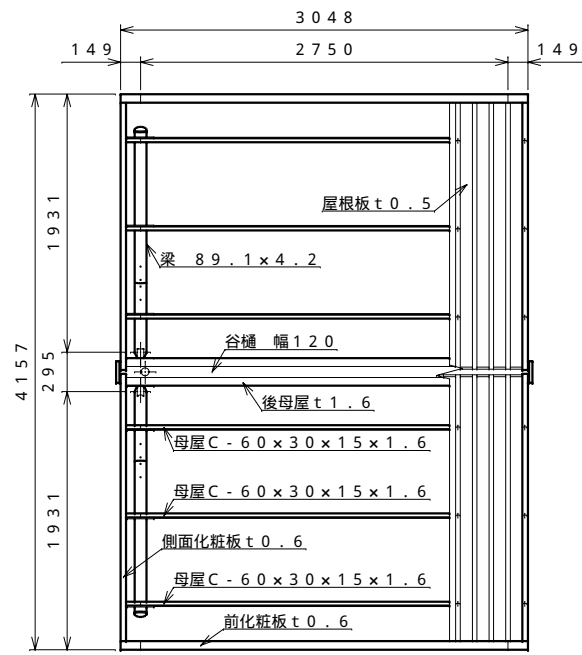 3048
149
2750
149
屋根板t0.5
1931
梁 89.1×4.2
谷樋 幅120
4157
295
後母屋t1.6
母屋C-60×30×15×1.6
母屋C-60×30×15×1.6
1931
側面化粧板t0.6
母屋C-60×30×15×1.6
前化粧板t0.6